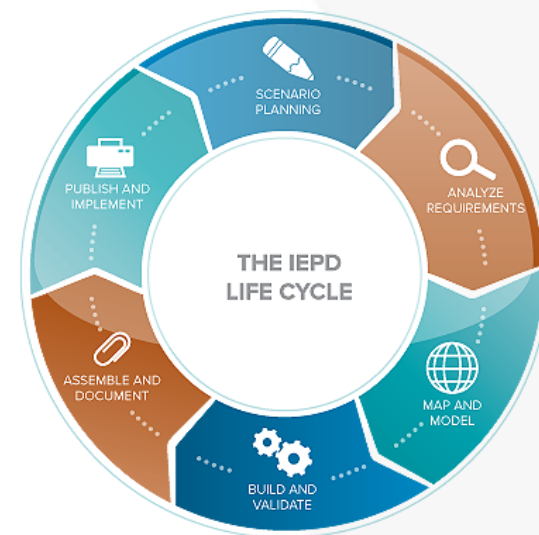 SCENARIO
PLANNING
ANALYZE
REQUIREMENTS
MAP AND
MODEL
BUILD AND
VALIDATE
ASSEMBLE AND
DOCUMENT
PUBLISH AND
IMPLEMENT
THE IEPD
LIFE CYCLE